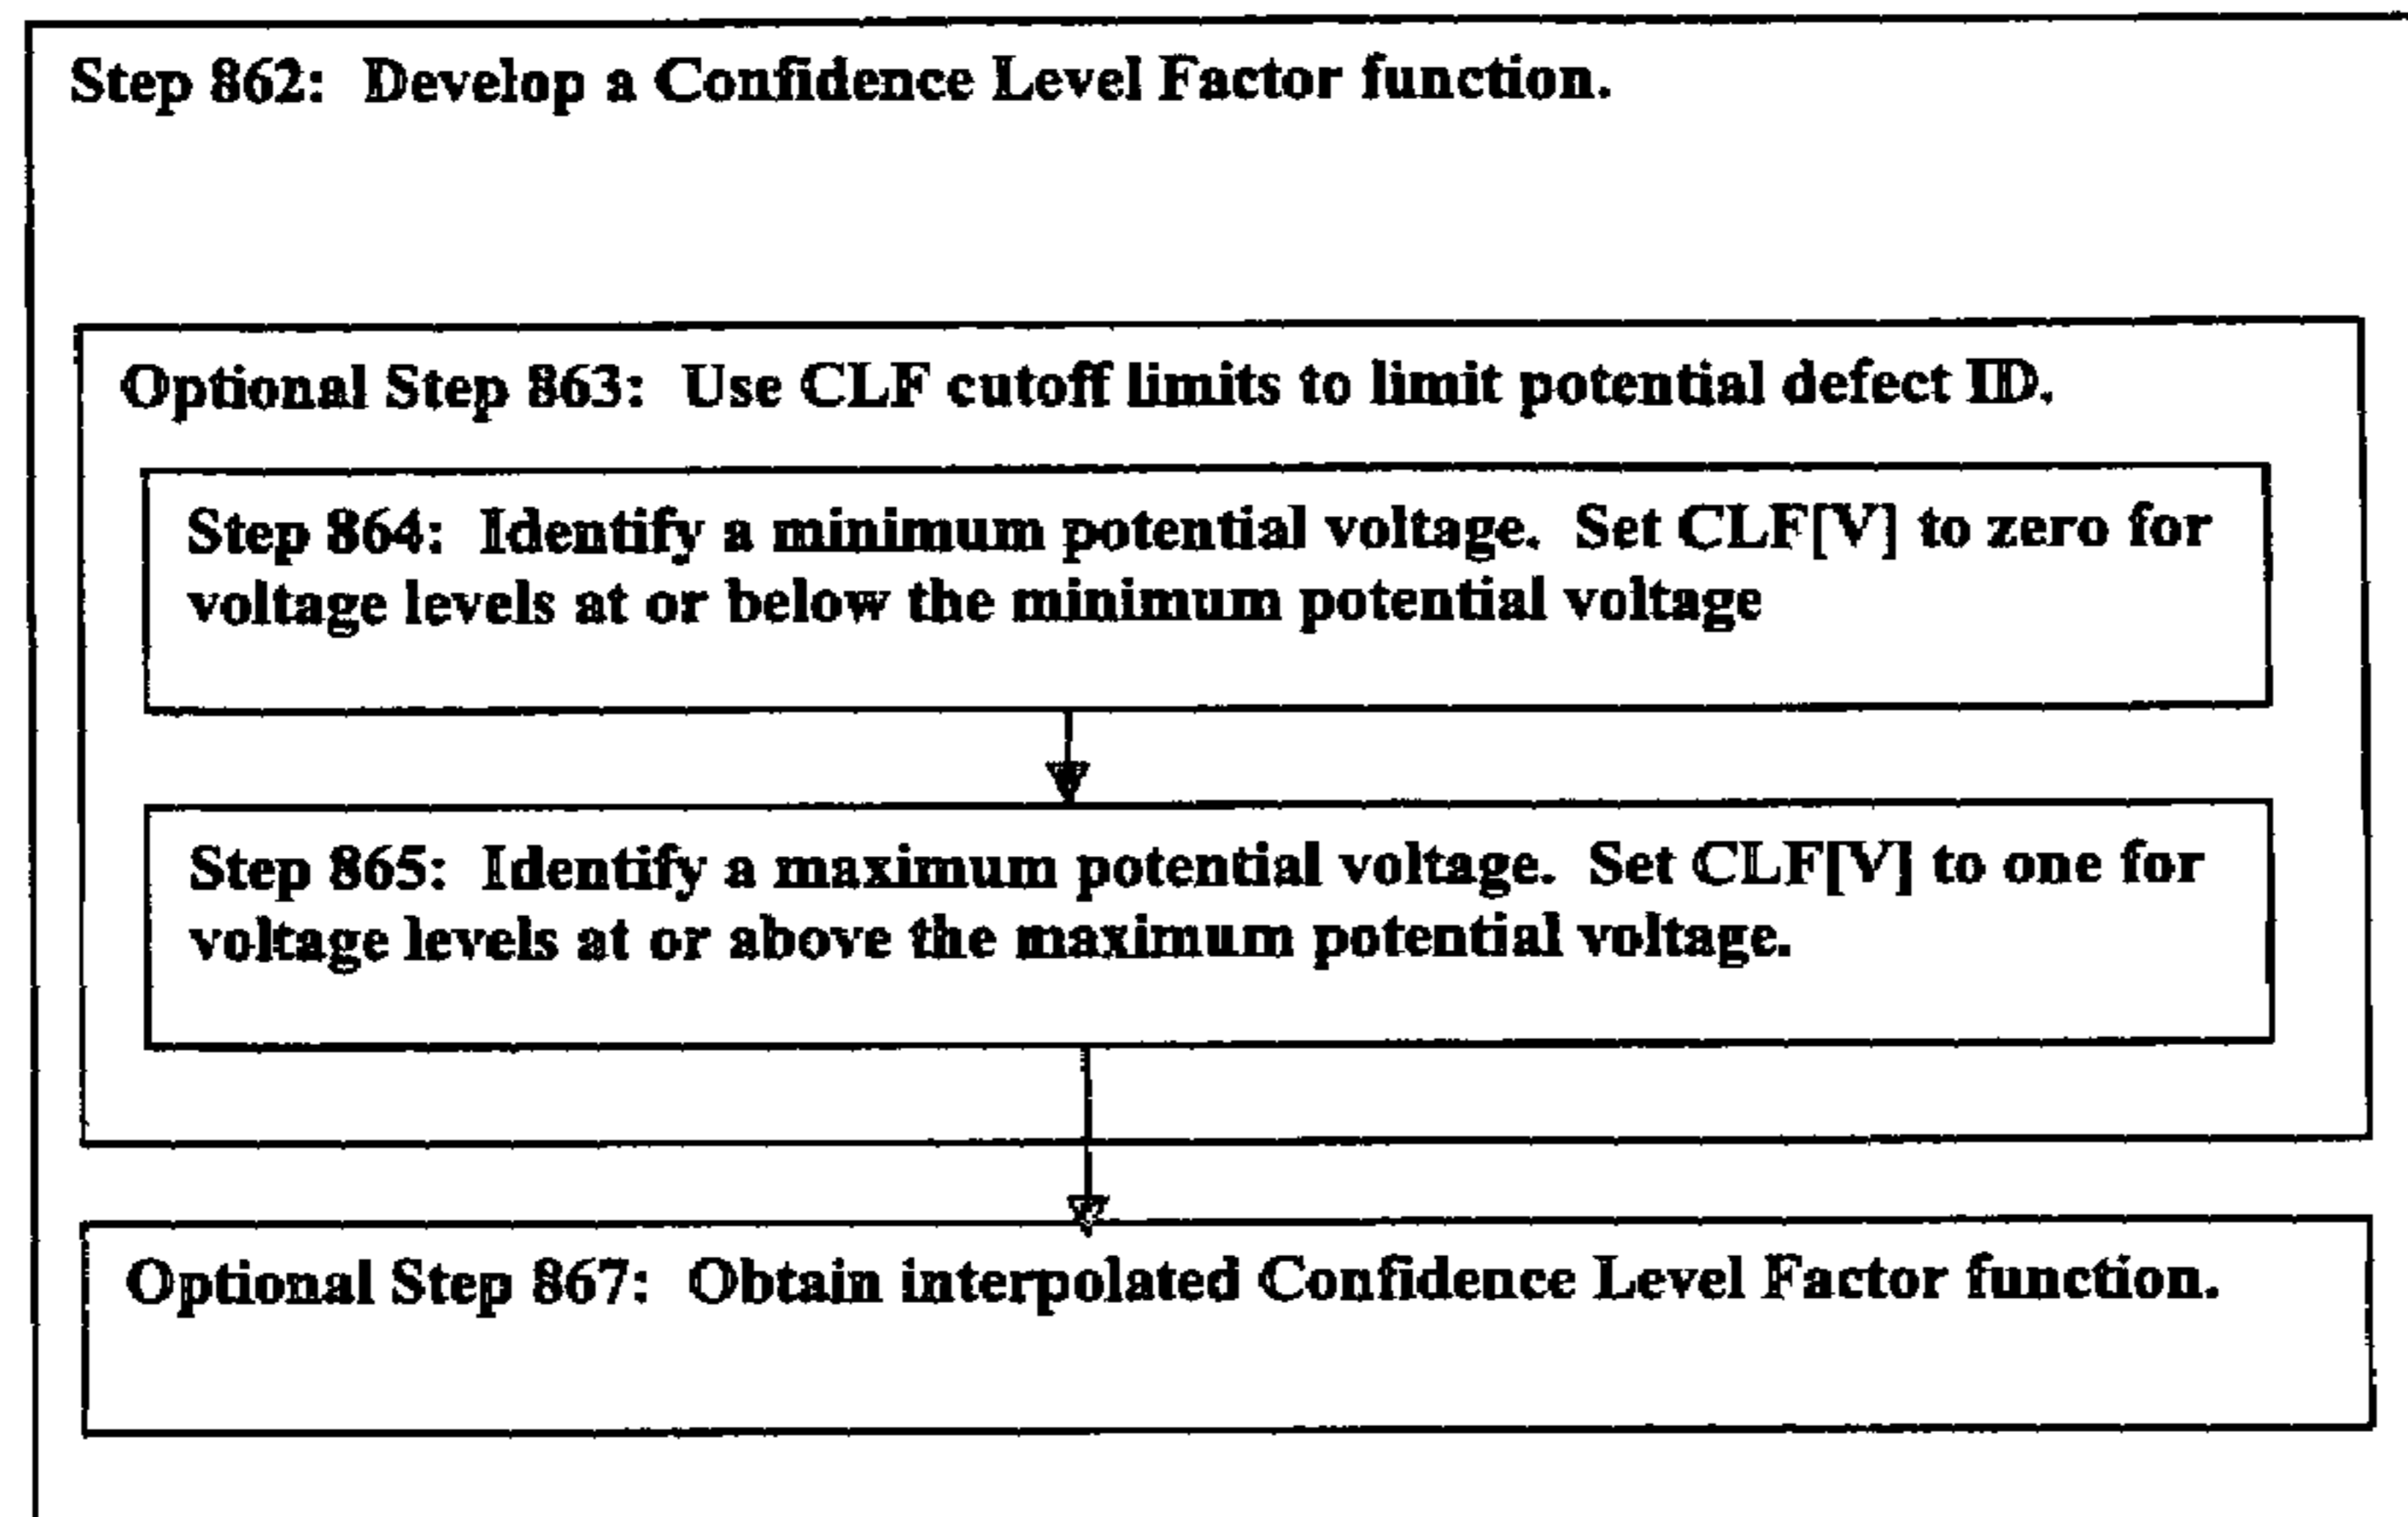 Step 862: Develop a Confidence Level Factor function.
Optional Step 863: Use CLF cutoff limits to limit potential defect ID.
Step 864: Identify a minimum potential voltage. Set CLF[V] to zero for
voltage levels at or below the minimum potential voltage
Step 865: Identify a maximum potential voltage. Set CLF[V] to one for
voltage levels at or above the maximum potential voltage.
Optional Step 867: Obtain interpolated Confidence Level Factor function.